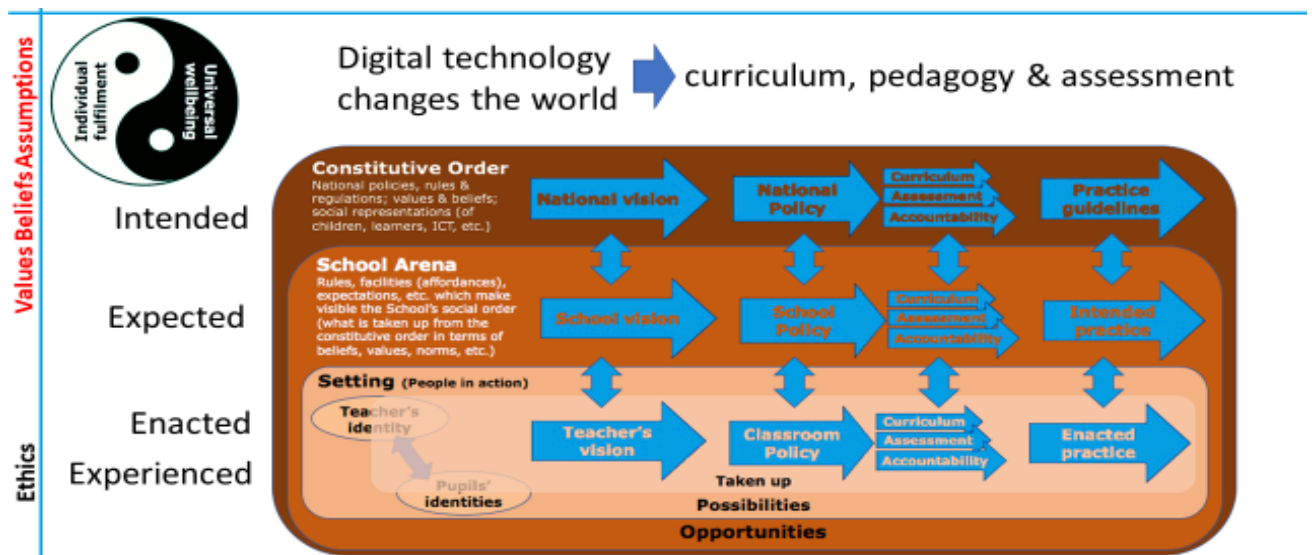 Values Beliefs Assumptions
Ethics
Individual
fulfilment
Universal
wellbeing
Digital technology
changes the world
curriculum, pedagogy & assessment
Intended
Expected
Enacted
Experienced
Constitutive Order
National policies, rules &
regulations; values & beliefs;
social representations (of
children, learners, ICT, etc.)
National vision
National
Policy
Curriculum
Assessment
Accountability
Practice
guidelines
School Arena
Rules, facilities (affordances),
expectations, etc. which make
visible the School's social order
(what is taken up from the
constitutive order in terms of
beliefs, values, norms, etc.)
School vision
School
Policy
Curriculum
Assessment
Accountability
Intended
practice
Setting (People in action)
Teacher's
identity
Pupils'
identities
Teacher's
vision
Classroom
Policy
Curriculum
Assessment
Accountability
Enacted
practice
Taken up
Possibilities
Opportunities